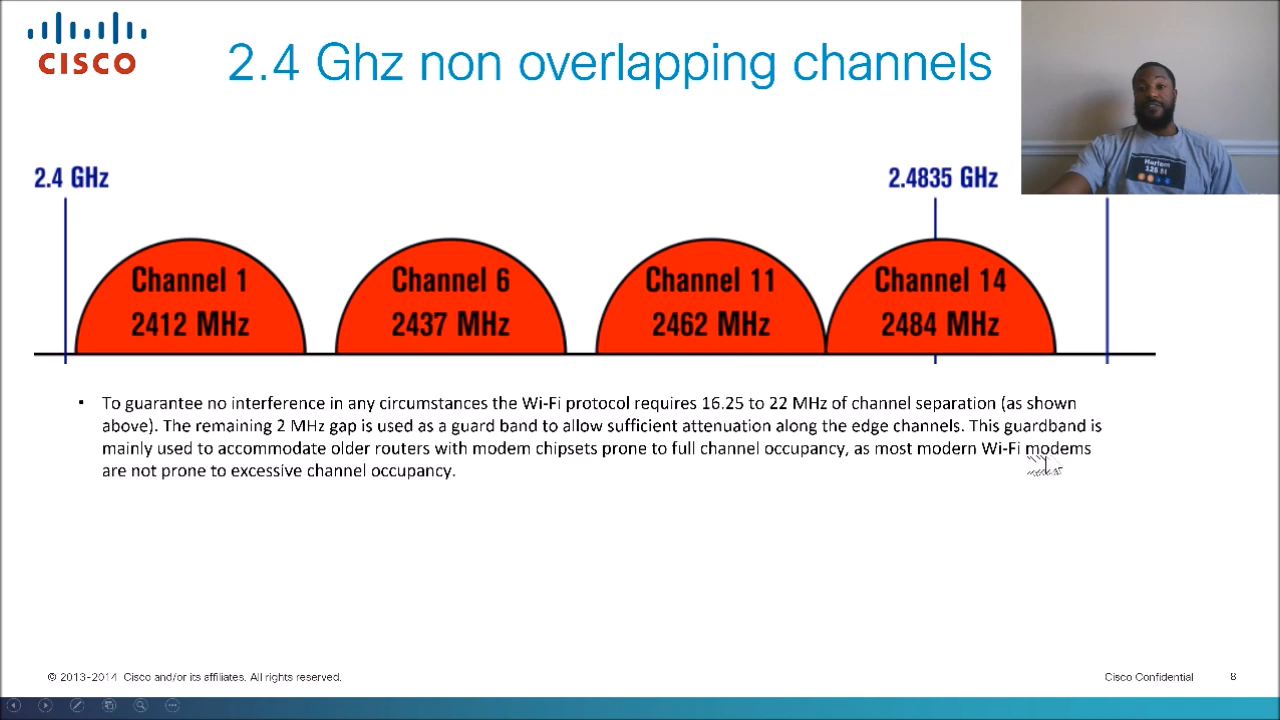 CISCO
2.4 Ghz non overlapping channels
Harlem
125 St
2.4 GHz
2.4835 GHz
Channel 1
2412 MHz
Channel 6
2437 MHz
Channel 11
2462 MHz
Channel 14
2484 MHz
To guarantee no interference in any circumstances the Wi-Fi protocol requires 16.25 to 22 MHz of channel separation (as shown
above). The remaining 2 MHz gap is used as a guard band to allow sufficient attenuation along the edge channels. This guardband is
mainly used to accommodate older routers with modem chipsets prone to full channel occupancy, as most modern Wi-Fi modems
are not prone to excessive channel occupancy.
© 2013-2014 Cisco and/or its affiliates. All rights reserved.
Cisco Confidential
8